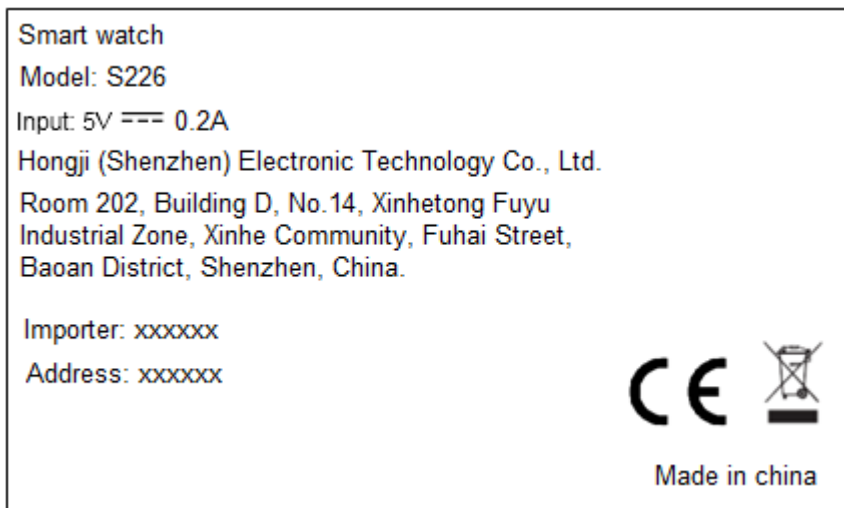 Smart watch
Model: S226
Input: 5V ⎓ 0.2A
Hongji (Shenzhen) Electronic Technology Co., Ltd.
Room 202, Building D, No.14, Xinhetong Fuyu
Industrial Zone, Xinhe Community, Fuhai Street,
Baoan District, Shenzhen, China.
Importer: xxxxxx
Address: xxxxxx
CE
Made in china